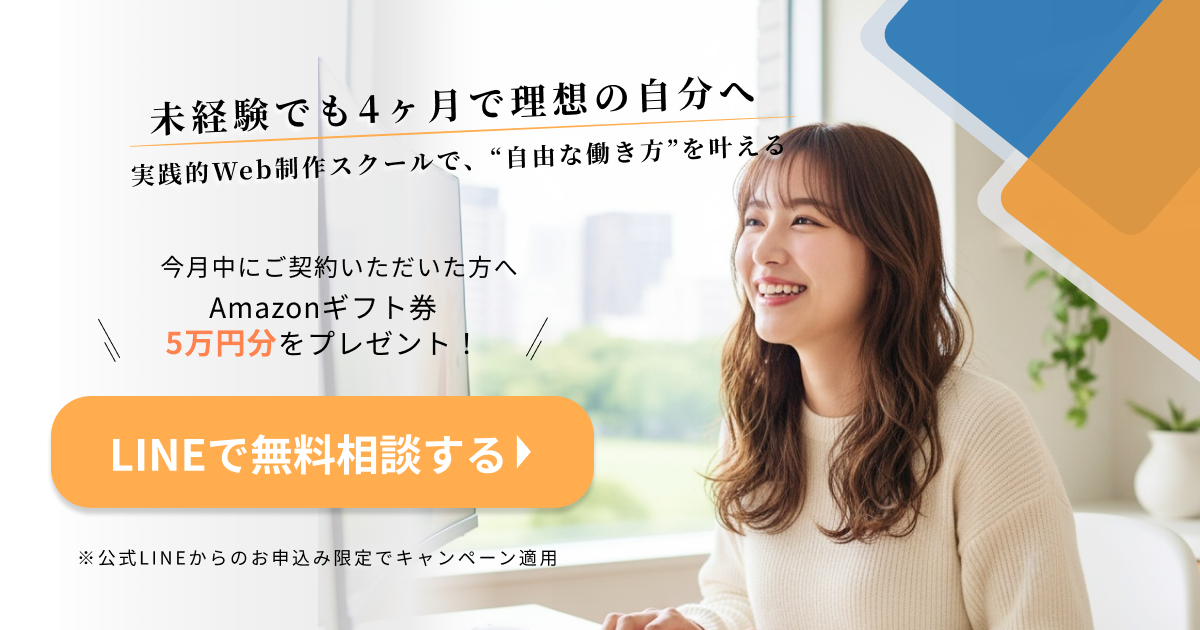 未経験でも4ヶ月で理想の自分へ
実践的Web制作スクールで、“自由な働き方”を叶える
今月中にご契約いただいた方へ
Amazonギフト券
5万円分をプレゼント！
LINEで無料相談する
※公式LINEからのお申込み限定でキャンペーン適用